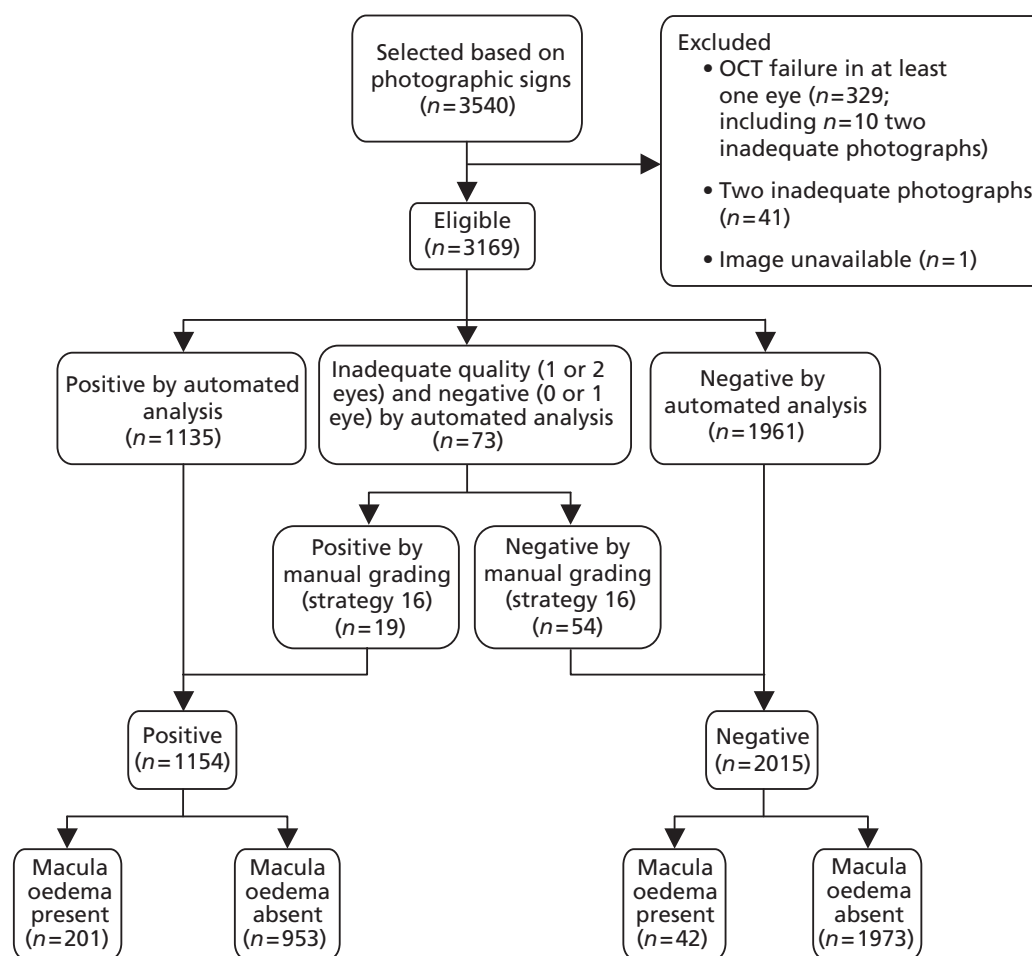 Selected based on
photographic signs
(n=3540)
Excluded
• OCT failure in at least
one eye (n=329;
including n=10 two
inadequate photographs)
• Two inadequate photographs
(n=41)
• Image unavailable (n=1)
Eligible
(n=3169)
Positive by automated
analysis
(n=1135)
Inadequate quality (1 or 2
eyes) and negative (0 or 1
eye) by automated analysis
(n=73)
Negative by
automated analysis
(n=1961)
Positive by
manual grading
(strategy 16)
(n=19)
Negative by
manual grading
(strategy 16)
(n=54)
Positive
(n=1154)
Negative
(n=2015)
Macula
oedema
present
(n=201)
Macula
oedema
absent
(n=953)
Macula
oedema
present
(n=42)
Macula
oedema
absent
(n=1973)